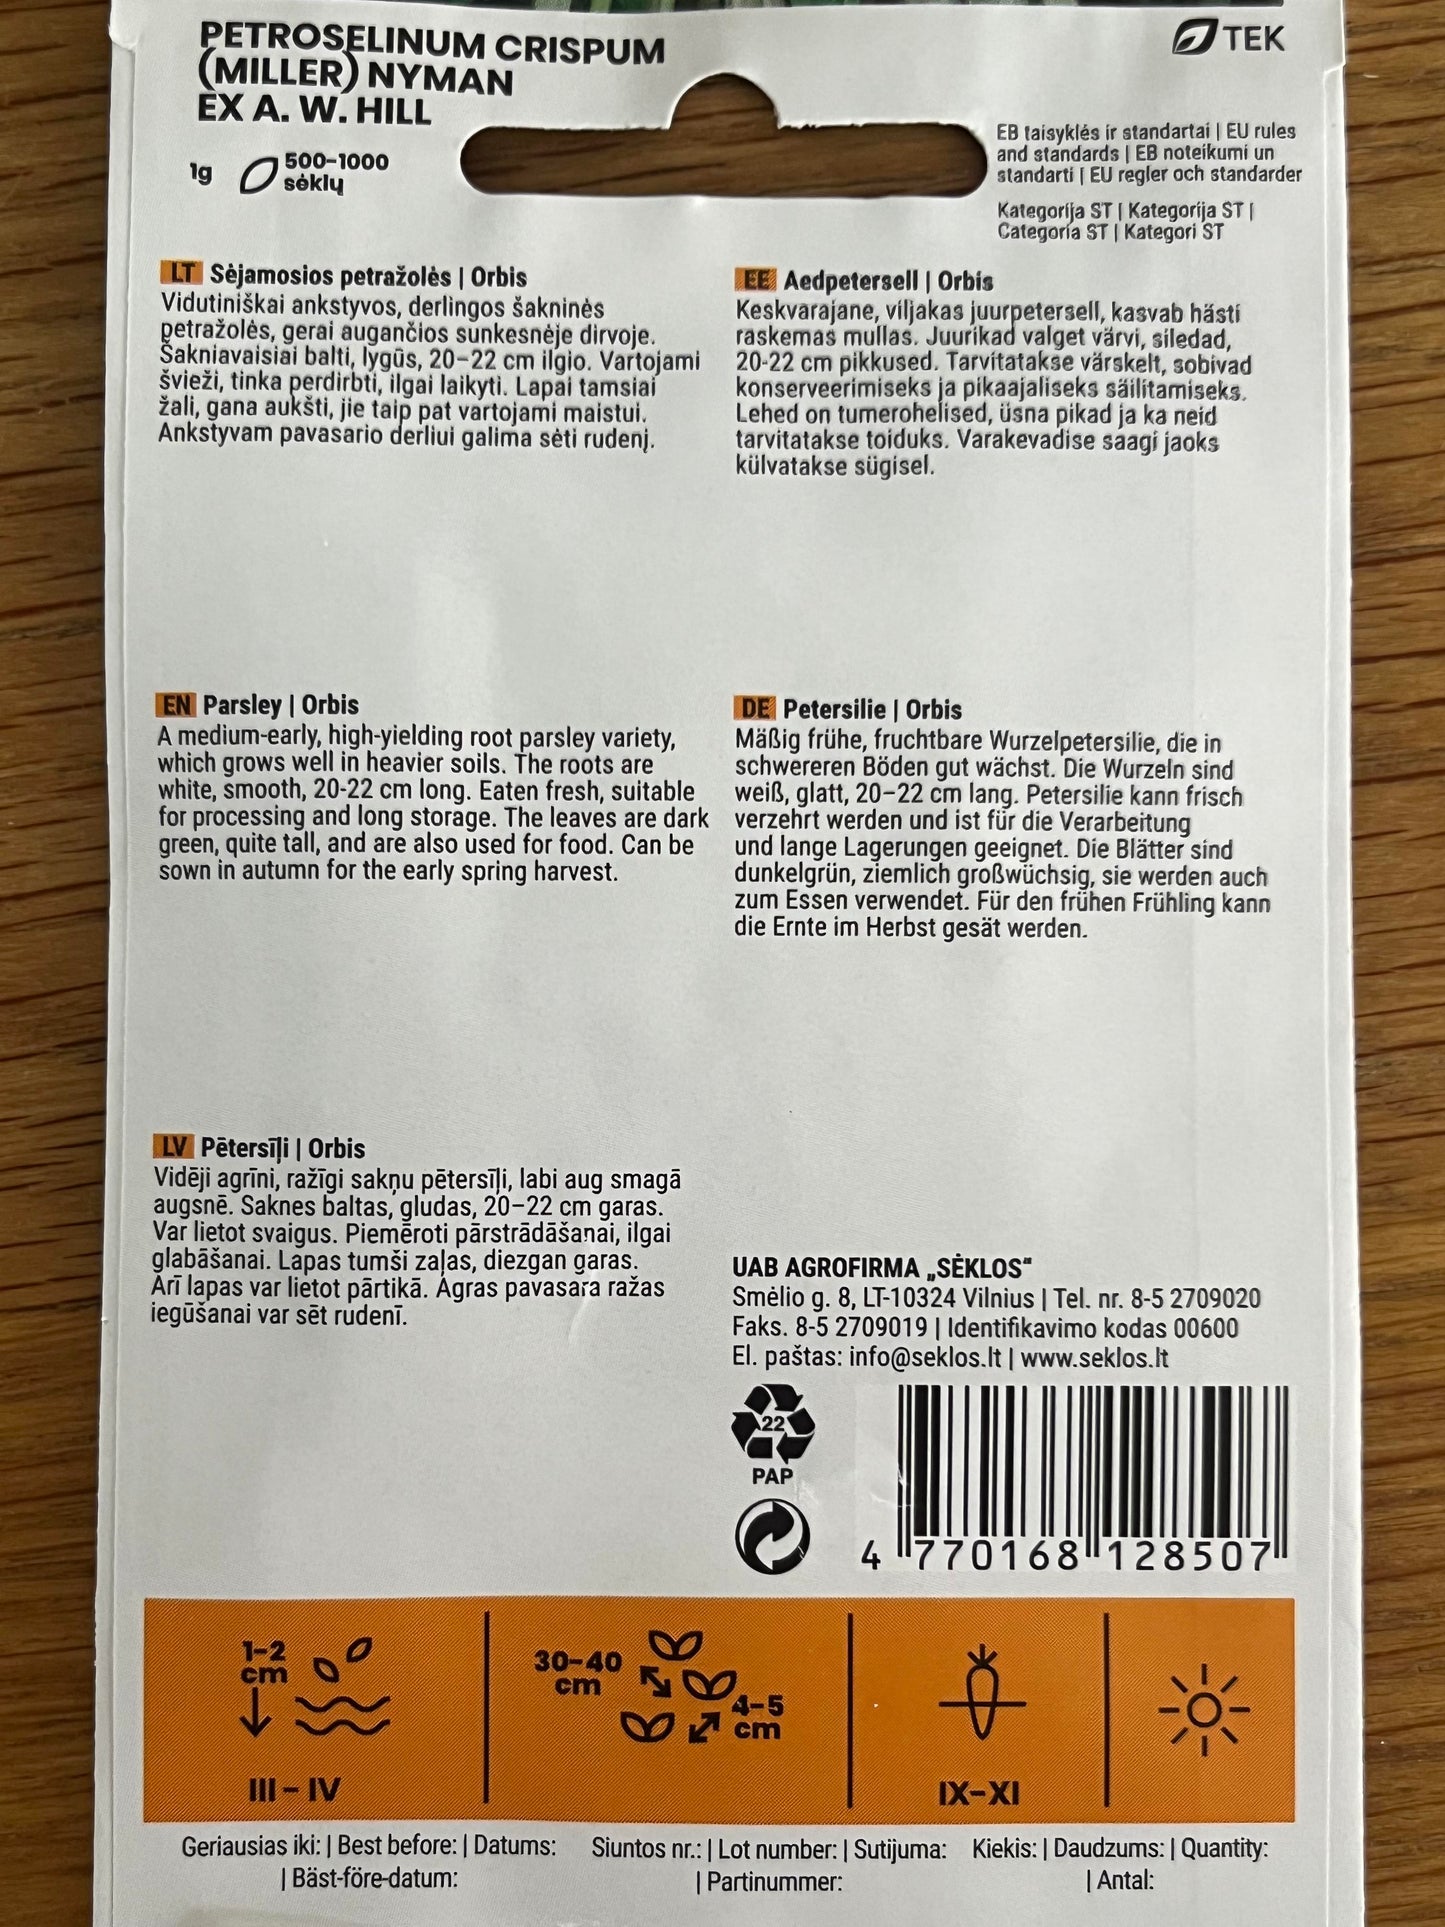 PETROSELINUM CRISPUM
(MILLER) NYMAN
EX A. W. HILL
1g
500-1000
sėklų
TEK
EB taisyklės ir standartai | EU rules
and standards | EB noteikumi un
standarti | EU regler och standarder
Kategorija ST | Kategorija ST |
Categoria ST | Kategori ST
LT Sėjamosios petražolės | Orbis
Vidutiniškai ankstyvos, derlingos šakninės
petražolės, gerai augančios sunkesnėje dirvoje.
Šakniavaisiai balti, lygūs, 20–22 cm ilgio. Vartojami
švieži, tinka perdirbti, ilgai laikyti. Lapai tamsiai
žali, gana aukšti, jie taip pat vartojami maistui.
Ankstyvam pavasario derliui galima sėti rudenį.
EE Aedpetersell | Orbis
Keskvarajane, viljakas juurpetersell, kasvab hästi
raskemas mullas. Juurikad valget värvi, siledad,
20-22 cm pikkused. Tarvitatakse värskelt, sobivad
konserveerimiseks ja pikaajaliseks säilitamiseks.
Lehed on tumerohelised, üsna pikad ja ka neid
tarvitatakse toiduks. Varakevadise saagi jaoks
külvatakse sügisel.
EN Parsley | Orbis
A medium-early, high-yielding root parsley variety,
which grows well in heavier soils. The roots are
white, smooth, 20-22 cm long. Eaten fresh, suitable
for processing and long storage. The leaves are dark
green, quite tall, and are also used for food. Can be
sown in autumn for the early spring harvest.
DE Petersilie | Orbis
Mäßig frühe, fruchtbare Wurzelpetersilie, die in
schwereren Böden gut wächst. Die Wurzeln sind
weiß, glatt, 20–22 cm lang. Petersilie kann frisch
verzehrt werden und ist für die Verarbeitung
und lange Lagerungen geeignet. Die Blätter sind
dunkelgrün, ziemlich großwüchsig, sie werden auch
zum Essen verwendet. Für den frühen Frühling kann
die Ernte im Herbst gesät werden.
LV Pētersīļi | Orbis
Vidēji agrīni, ražīgi sakņu pētersīļi, labi aug smagā
augsnē. Saknes baltas, gludas, 20–22 cm garas.
Var lietot svaigus. Piemēroti pārstrādāšanai, ilgai
glabāšanai. Lapas tumši zaļas, diezgan garas.
Arī lapas var lietot pārtikā. Agras pavasara ražas
iegūšanai var sēt rudenī.
UAB AGROFIRMA „SĖKLOS“
Smėlio g. 8, LT-10324 Vilnius | Tel. nr. 8-5 2709020
Faks. 8-5 2709019 | Identifikavimo kodas 00600
El. paštas: info@seklos.lt | www.seklos.lt
22
PAP
4 770168 128507
1-2
cm
III – IV
30-40
cm
4-5
cm
IX-XI
Geriausias iki: | Best before: | Datums:
| Bäst-före-datum:
Siuntos nr.: | Lot number: | Sutijuma:
| Partinummer:
Kiekis: | Daudzums: | Quantity:
| Antal: